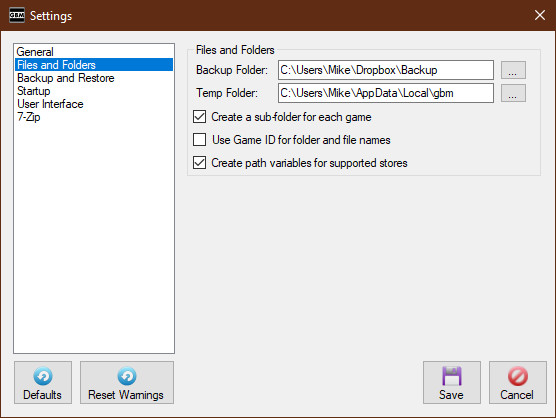 GBM Settings
General
Files and Folders
Backup and Restore
Startup
User Interface
7-Zip
Files and Folders
Backup Folder: C:\Users\Mike\Dropbox\Backup ...
Temp Folder: C:\Users\Mike\AppData\Local\gbm ...
Create a sub-folder for each game
Use Game ID for folder and file names
Create path variables for supported stores
Defaults Reset Warnings Save Cancel